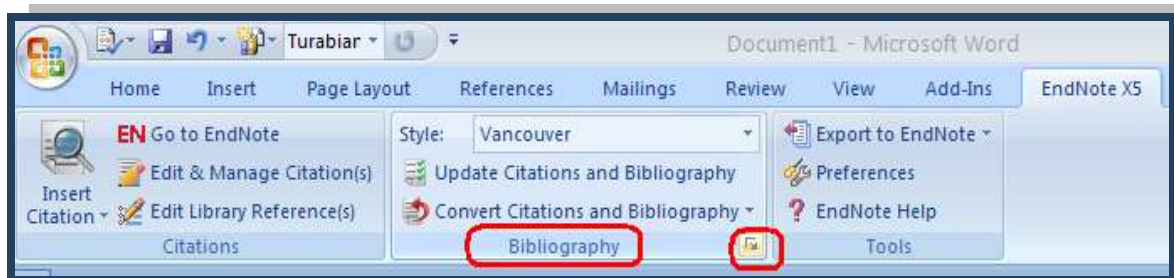 Turabiar Document1 - Microsoft Word
Home Insert Page Layout References Mailings Review View Add-Ins EndNote X5
EN Go to EndNote Style: Vancouver Export to EndNote
Edit & Manage Citation(s) Update Citations and Bibliography Preferences
Insert
Citation Edit Library Reference(s) Convert Citations and Bibliography ? EndNote Help
Citations Bibliography Tools